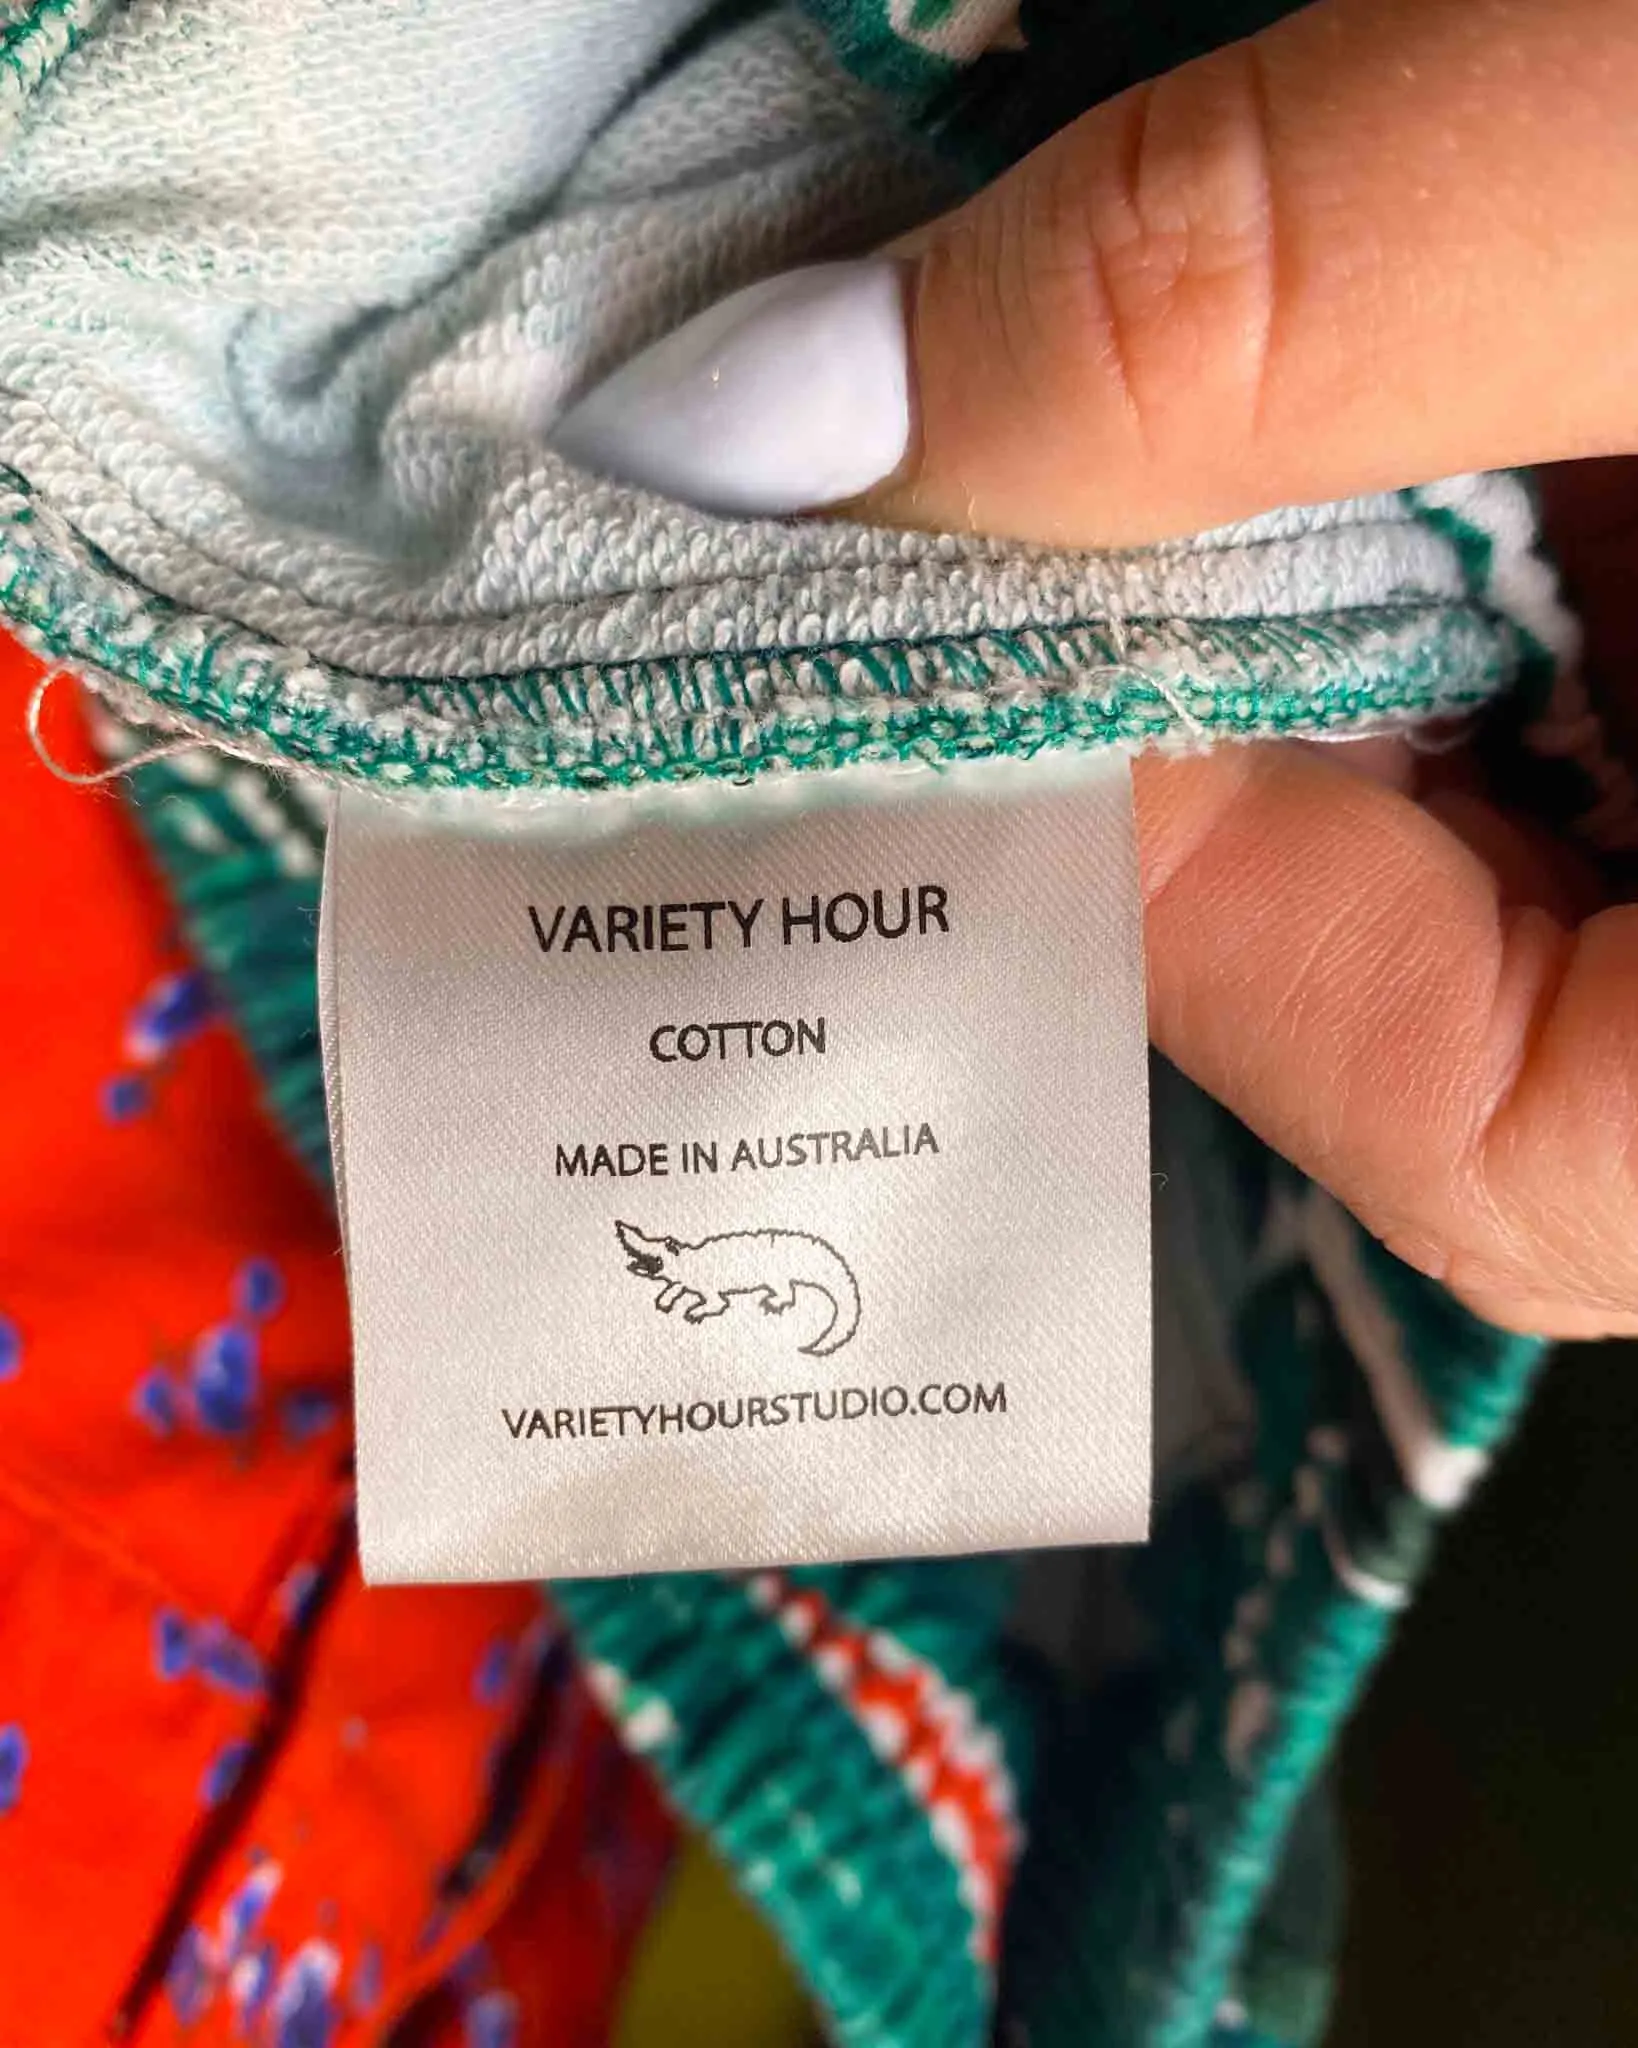 VARIETY HOUR
COTTON
MADE IN AUSTRALIA
VARIETYHOURSTUDIO.COM